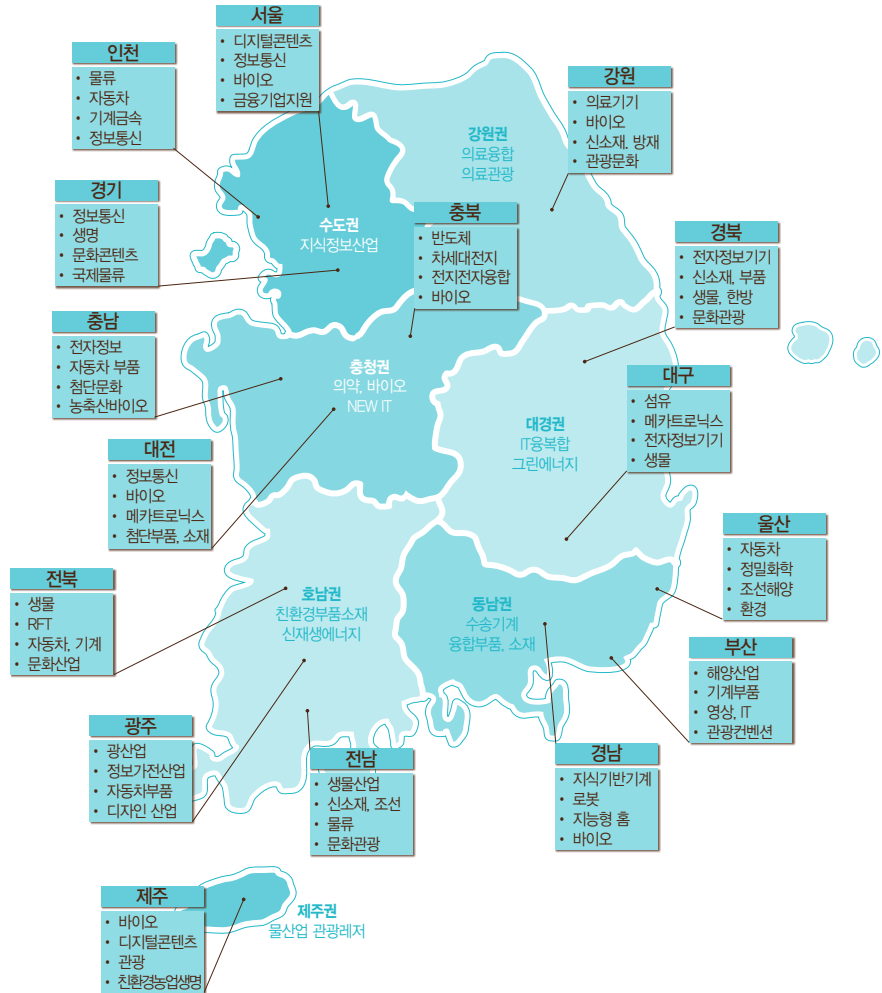 서울
• 디지털콘텐츠
• 정보통신
• 바이오
• 금융기업지원
인천
• 물류
• 자동차
• 기계금속
• 정보통신
강원
• 의료기기
• 바이오
• 신소재, 방재
• 관광문화
강원권
의료융합
의료관광
경기
• 정보통신
• 생명
• 문화콘텐츠
• 국제물류
수도권
지식정보산업
충북
• 반도체
• 차세대전지
• 전지전자융합
• 바이오
경북
• 전자정보기기
• 신소재, 부품
• 생물, 한방
• 문화관광
충남
• 전자정보
• 자동차 부품
• 첨단문화
• 농축산바이오
충청권
의약, 바이오
NEW IT
대구
• 섬유
• 메카트로닉스
• 전자정보기기
• 생물
대경권
IT융복합
그린에너지
대전
• 정보통신
• 바이오
• 메카트로닉스
• 첨단부품, 소재
울산
• 자동차
• 정밀화학
• 조선해양
• 환경
전북
• 생물
• RFT
• 자동차, 기계
• 문화산업
호남권
친환경부품소재
신재생에너지
동남권
수송기계
융합부품, 소재
부산
• 해양산업
• 기계부품
• 영상, IT
• 관광컨벤션
광주
• 광산업
• 정보가전산업
• 자동차부품
• 디자인 산업
전남
• 생물산업
• 신소재, 조선
• 물류
• 문화관광
경남
• 지식기반기계
• 로봇
• 지능형 홈
• 바이오
제주
• 바이오
• 디지털콘텐츠
• 관광
• 친환경농업생명
제주권
물산업 관광레저